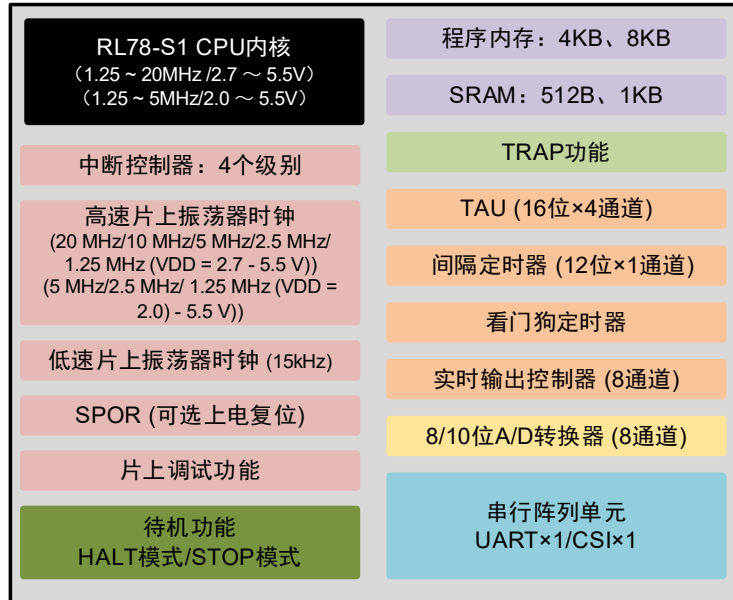 RL78-S1 CPU内核
（1.25 ~ 20MHz /2.7 ～ 5.5V）
（1.25 ~ 5MHz/2.0 ～ 5.5V）
中断控制器：4个级别
高速片上振荡器时钟
(20 MHz/10 MHz/5 MHz/2.5 MHz/
1.25 MHz (VDD = 2.7 - 5.5 V))
(5 MHz/2.5 MHz/ 1.25 MHz (VDD =
2.0) - 5.5 V))
低速片上振荡器时钟 (15kHz)
SPOR (可选上电复位)
片上调试功能
待机功能
HALT模式/STOP模式
程序内存：4KB、8KB
SRAM：512B、1KB
TRAP功能
TAU (16位×4通道)
间隔定时器 (12位×1通道)
看门狗定时器
实时输出控制器 (8通道)
8/10位A/D转换器 (8通道)
串行阵列单元
UART×1/CSI×1